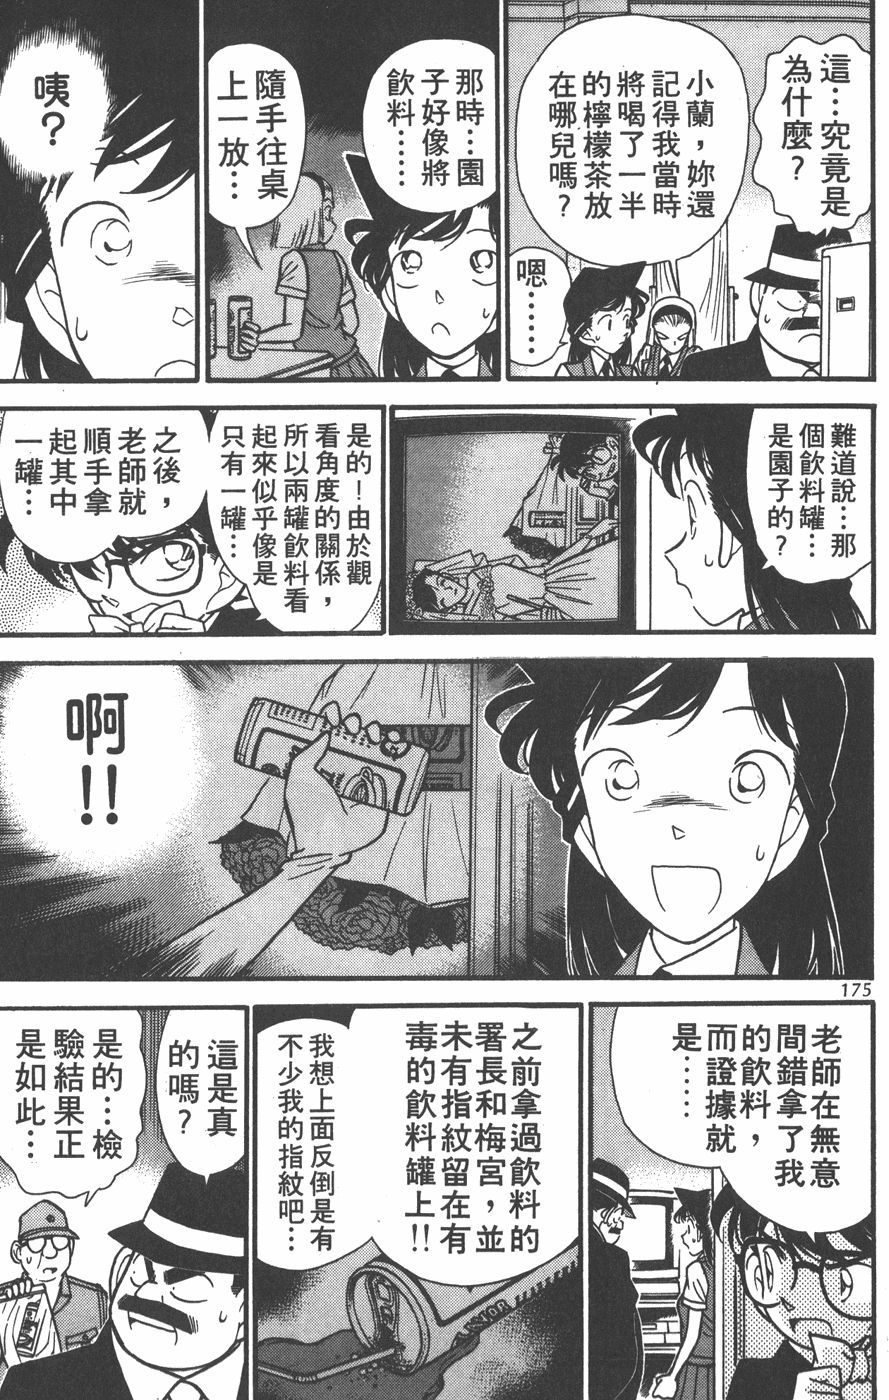 這…究竟是
為什麼?
小蘭，妳還
記得我當時
將喝了一半
的檸檬茶放
在哪兒嗎?
嗯……
那時…園
子好像將
飲料……
隨手往桌
上一放…
咦?
難道說…那
個飲料罐…
是園子的?
是的!由於觀
看角度的關係，
所以兩罐飲料看
起來似乎像是
只有一罐…
之後，
老師就
順手拿
起其中
一罐…
啊!!
175
老師在無意
間錯拿了我
的飲料，
而證據就
是……
之前拿過飲料的
署長和梅宮，並
未有指紋留在有
毒的飲料罐上!!
我想上面反倒是有
不少我的指紋吧…
這是真
的嗎?
是的…檢
驗結果正
是如此…